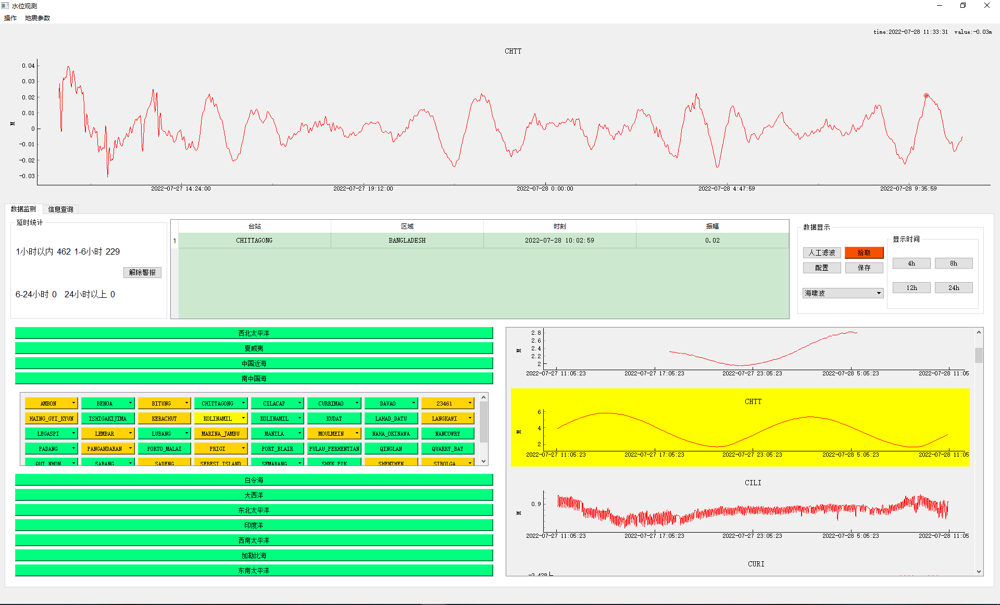 水位观测
操作 地震参数
time:2022-07-28 11:33:31 value:-0.03m
CHTT
0.04
0.03
0.02
0.01
M
0
-0.01
-0.02
-0.03
2022-07-27 14:24:00 2022-07-27 19:12:00 2022-07-28 0:00:00 2022-07-28 4:47:59 2022-07-28 9:35:59
数据监测 信息查询
延时统计
1小时以内 462 1-6小时 229
解除警报
6-24小时 0 24小时以上 0
台站 区域 时刻 振幅
1 CHITTAGONG BANGLADESH 2022-07-28 10:02:59 0.02
数据显示
显示时间
人工滤波 拾取
配置 保存
海啸波
4h 8h
12h 24h
西北太平洋
夏威夷
中国近海
南中国海
AMBON BENOA BITUNG CHITTAGONG CILACAP CURRIMAO DAVAO 23461
HAING_GYI_KYUN ISHIGAKIJIMA KERACHUT KOLINAMIL KOLINAMIL KUDAT LAHAD_DATU LANGKAWI
LEGASPI LEMBAR LUBANG MARINA_JAMBU MANILA MOULMEIN NAHA_OKINAWA NANCOWRY
PADANG PANGANDARAN PORTO_MALAI PRIGI PORT_BLAIR PULAU_PERHENTIAN QINGLAN QUARRY_BAY
QUI_NHON SABANG SADENG SEBEST_ISLAND SEMARANG SHEK_PIK SHENZHEN SIBOLGA
白令海
大西洋
东北太平洋
印度洋
西南太平洋
加勒比海
东南太平洋
2.8
2.6
2.4
M
2.2
2
2022-07-27 11:05:23 2022-07-27 17:05:23 2022-07-27 23:05:23 2022-07-28 5:05:23 2022-07-28 11:05
CHTT
6
4
M
2
2022-07-27 11:05:23 2022-07-27 17:05:23 2022-07-27 23:05:23 2022-07-28 5:05:23 2022-07-28 11:05
CILI
0.9
M
2022-07-27 11:05:23 2022-07-27 17:05:23 2022-07-27 23:05:23 2022-07-28 5:05:23 2022-07-28 11:05
CURI
-3.428